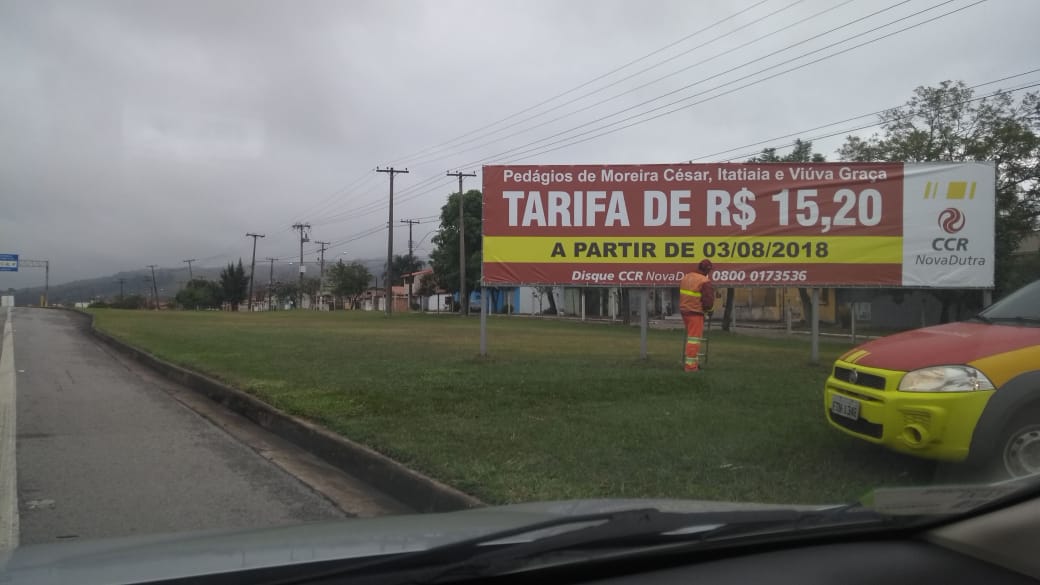 Pedágios de Moreira César, Itatiaia e Viúva Graça
TARIFA DE R$ 15,20
A PARTIR DE 03/08/2018
Disque CCR NovaDutra 0800 0173536
CCR
NovaDutra